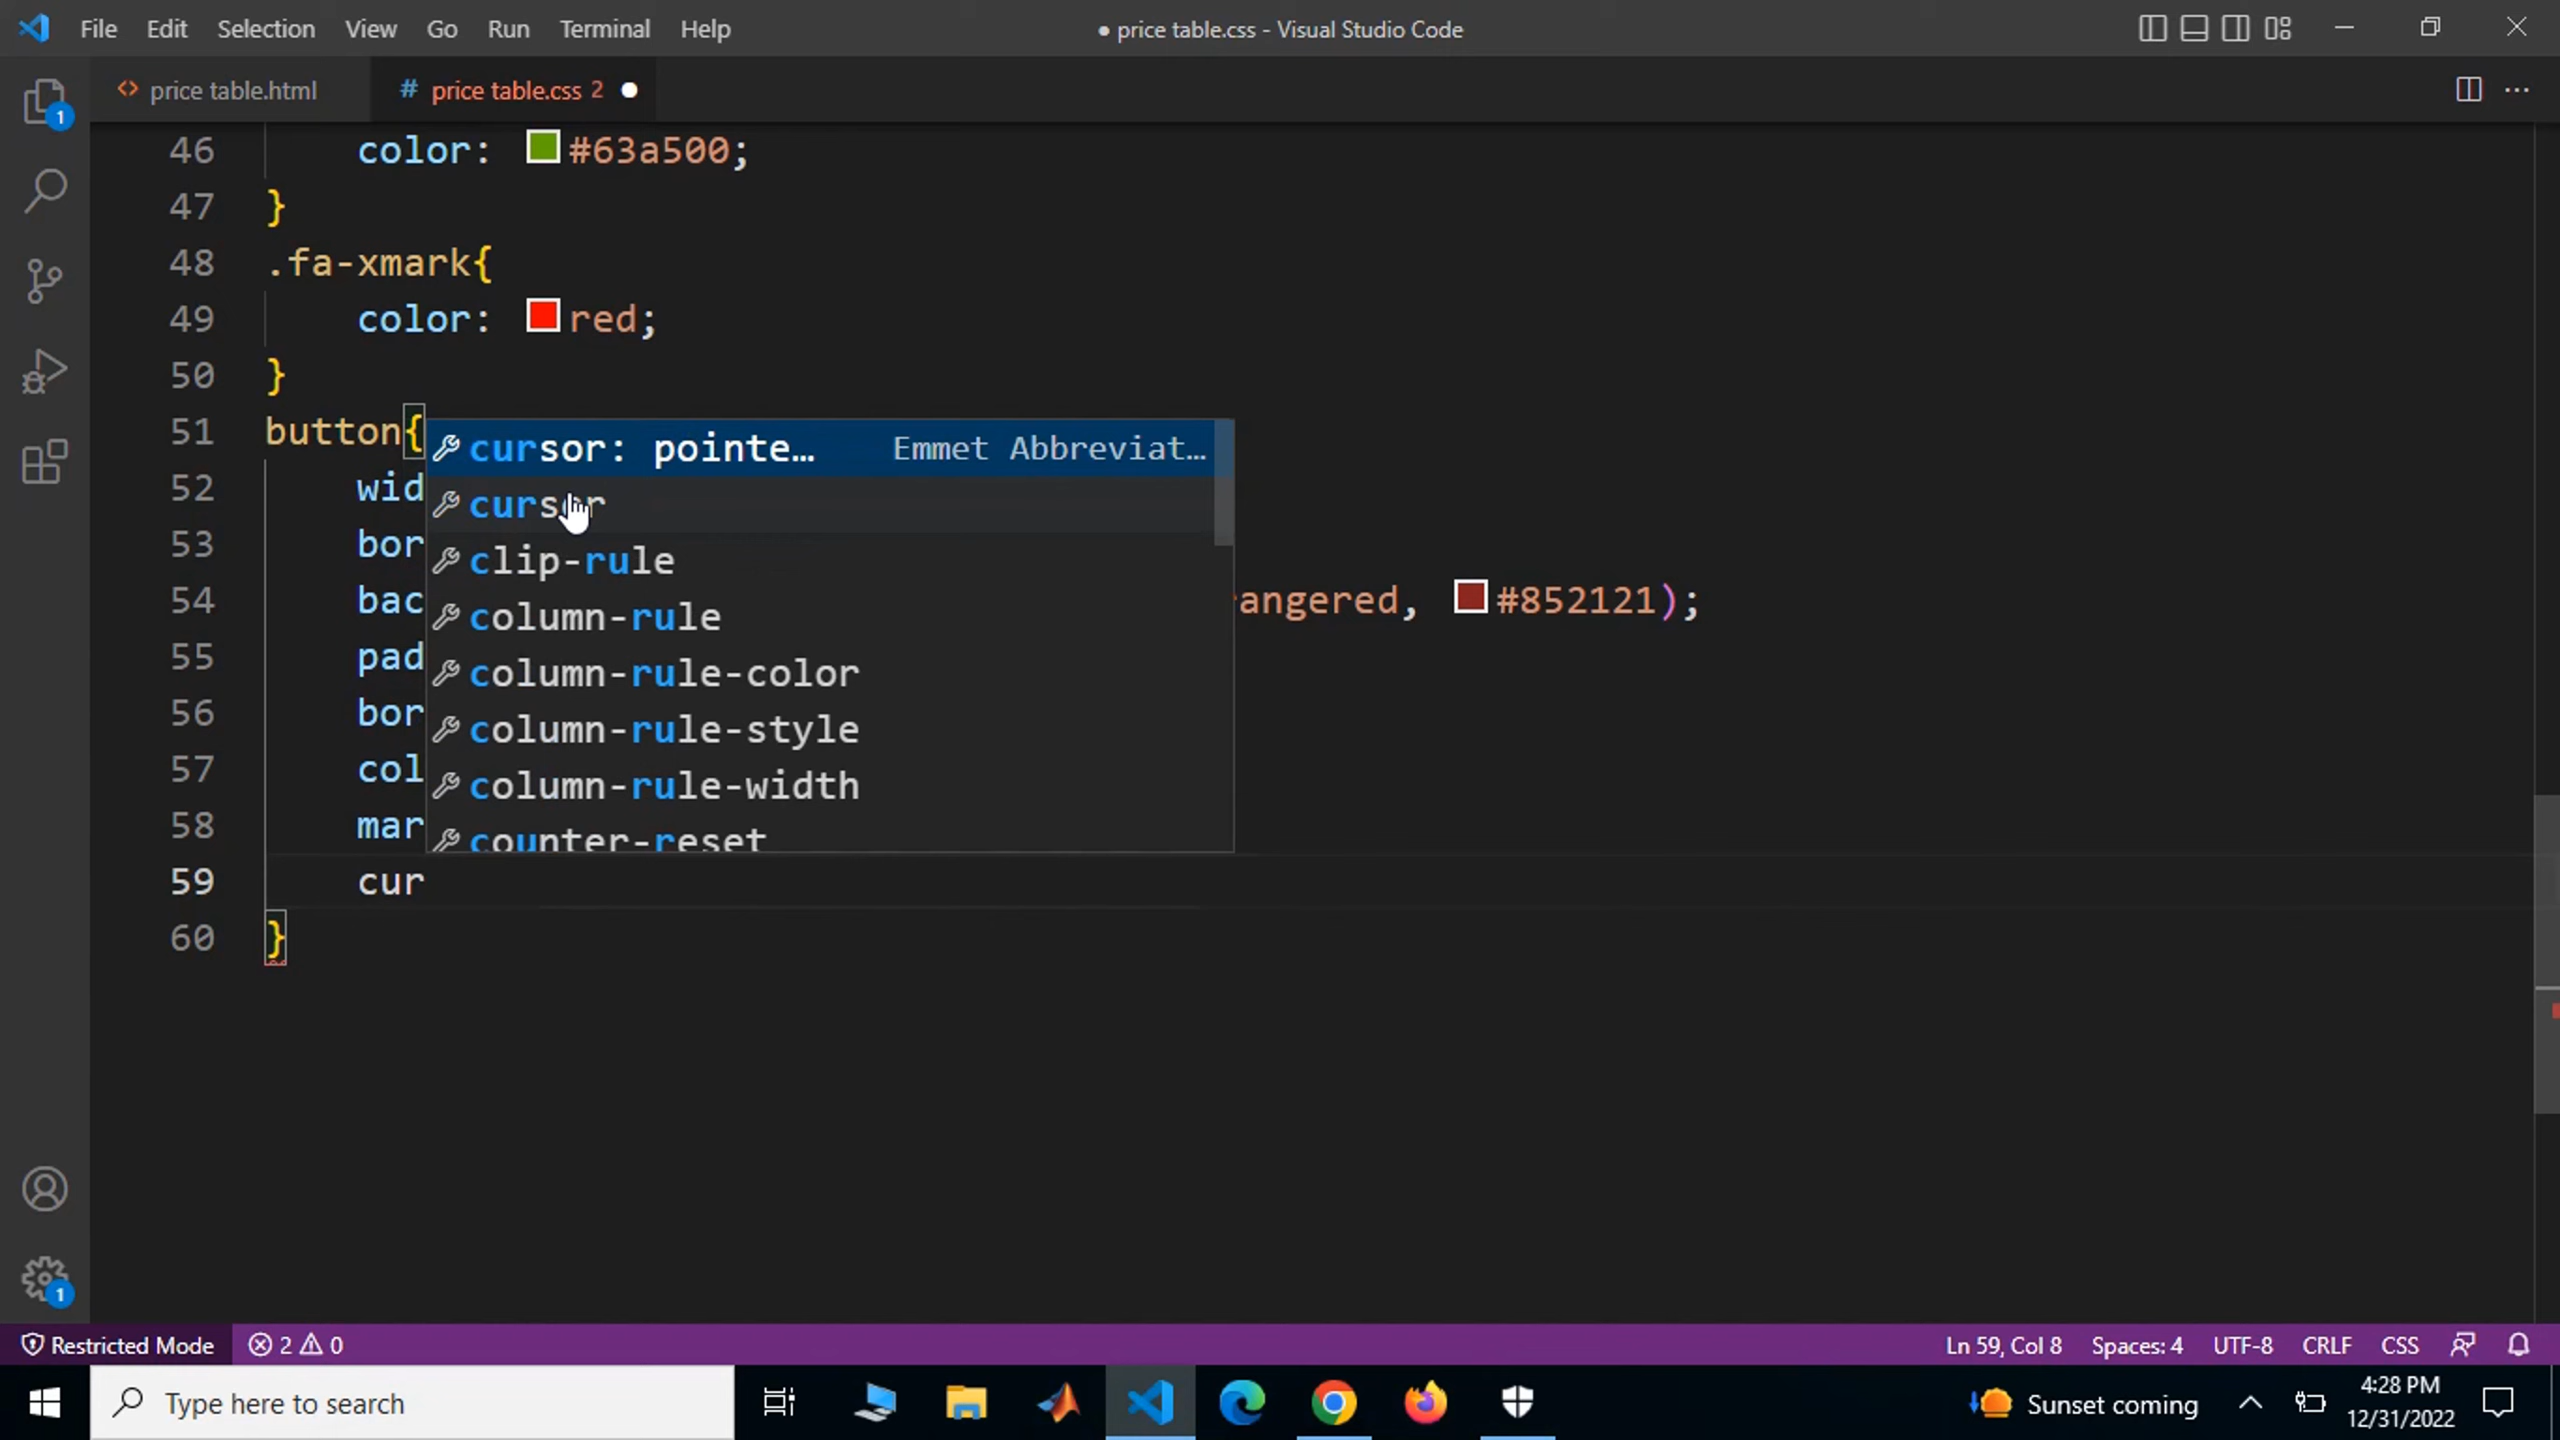 File Edit Selection View Go Run Terminal Help
● price table.css - Visual Studio Code
<> price table.html
# price table.css 2 ●
1
46 color: #63a500;
47 }
48 .fa-xmark{
49 color: red;
50 }
51 button{
52 wid
53 bor
54 bac angered, #852121);
55 pad
56 bor
57 col
58 mar
59 cur
60 }
cursor: pointe… Emmet Abbreviat…
cursor
clip-rule
column-rule
column-rule-color
column-rule-style
column-rule-width
counter-reset
1
Restricted Mode 2 0 Ln 59, Col 8 Spaces: 4 UTF-8 CRLF CSS
Type here to search
Sunset coming
4:28 PM
12/31/2022